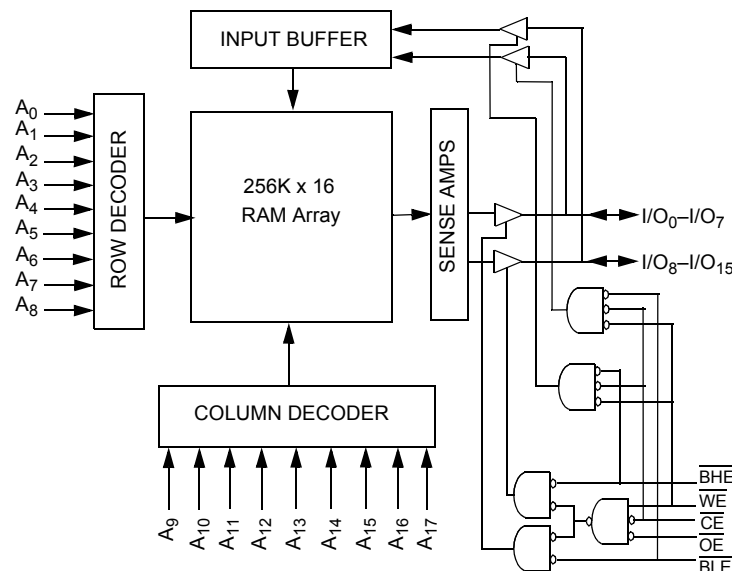 INPUT BUFFER
A0
A1
A2
A3
A4
A5
A6
A7
A8
ROW DECODER
256K x 16
RAM Array
SENSE AMPS
I/O0–I/O7
I/O8–I/O15
COLUMN DECODER
A9
A10
A11
A12
A13
A14
A15
A16
A17
BHE
WE
CE
OE
BLE